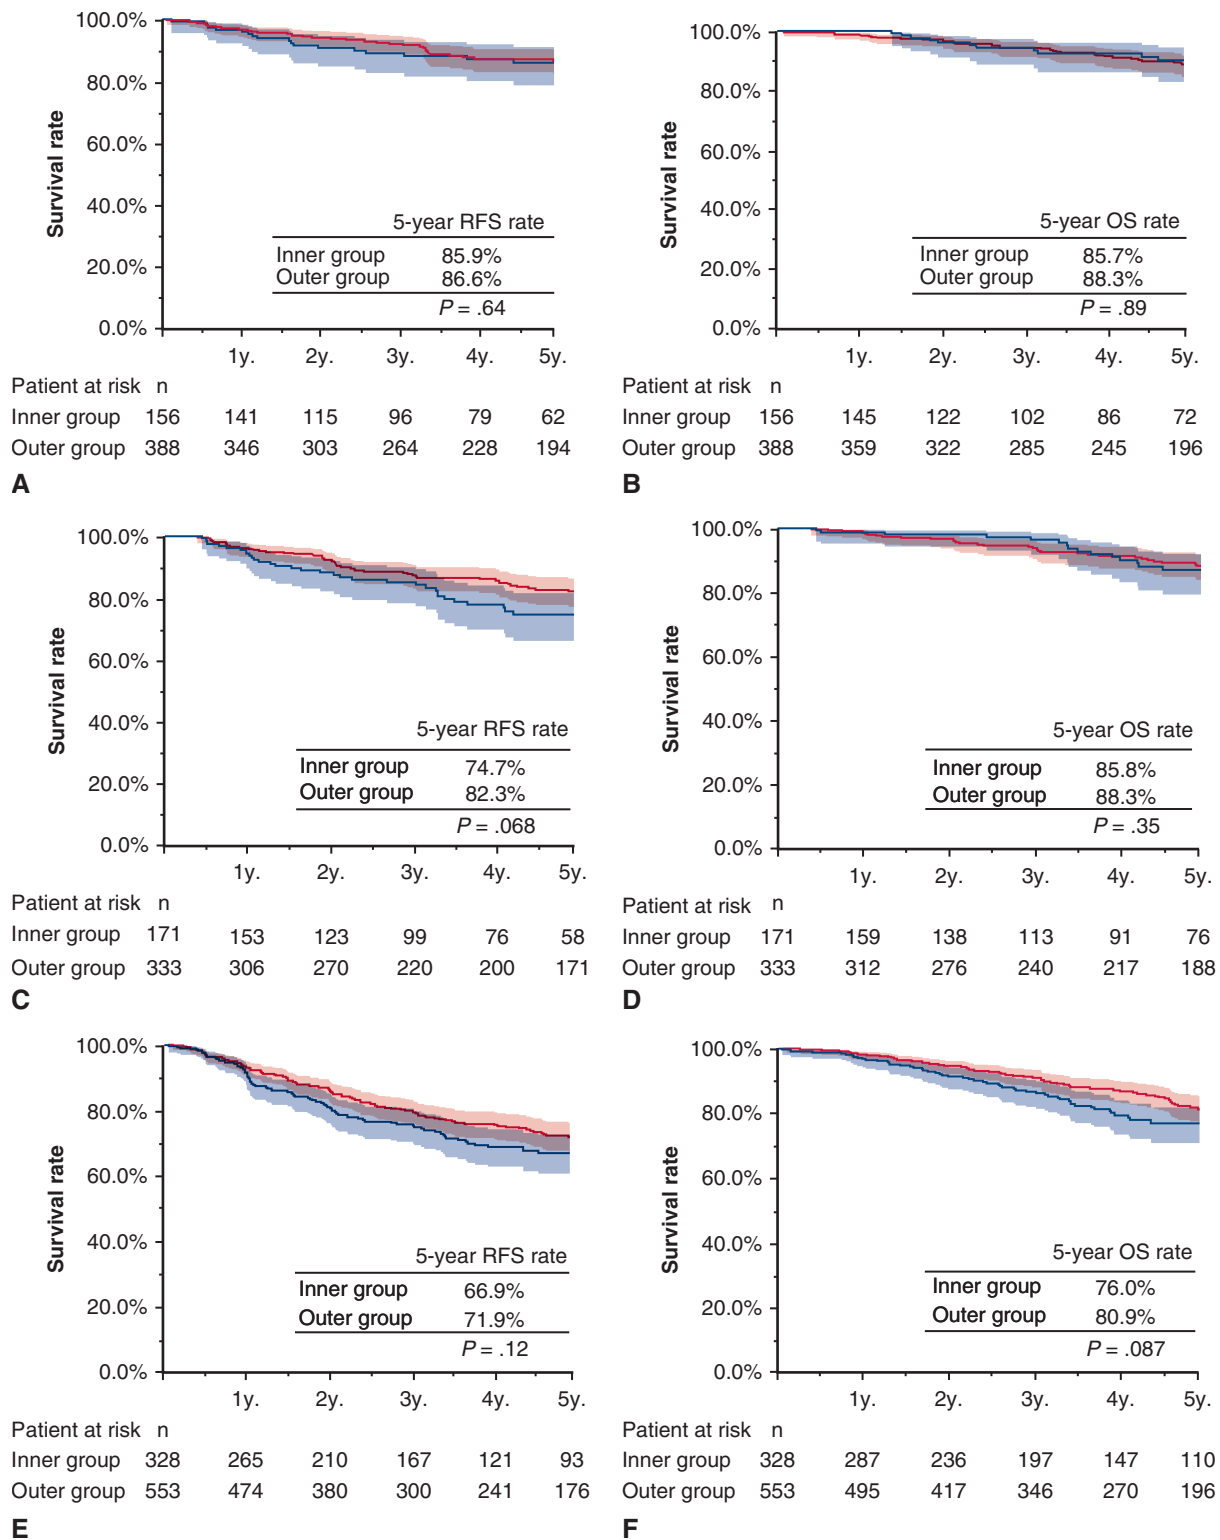 100.0%
80.0%
60.0%
40.0%
20.0%
0.0%
Survival rate
5-year RFS rate
Inner group 85.9%
Outer group 86.6%
P = .64
1y. 2y. 3y. 4y. 5y.
Patient at risk n
Inner group 156 141 115 96 79 62
Outer group 388 346 303 264 228 194
A
100.0%
80.0%
60.0%
40.0%
20.0%
0.0%
Survival rate
5-year OS rate
Inner group 85.7%
Outer group 88.3%
P = .89
1y. 2y. 3y. 4y. 5y.
Patient at risk n
Inner group 156 145 122 102 86 72
Outer group 388 359 322 285 245 196
B
100.0%
80.0%
60.0%
40.0%
20.0%
0.0%
Survival rate
5-year RFS rate
Inner group 74.7%
Outer group 82.3%
P = .068
1y. 2y. 3y. 4y. 5y.
Patient at risk n
Inner group 171 153 123 99 76 58
Outer group 333 306 270 220 200 171
C
100.0%
80.0%
60.0%
40.0%
20.0%
0.0%
Survival rate
5-year OS rate
Inner group 85.8%
Outer group 88.3%
P = .35
1y. 2y. 3y. 4y. 5y.
Patient at risk n
Inner group 171 159 138 113 91 76
Outer group 333 312 276 240 217 188
D
100.0%
80.0%
60.0%
40.0%
20.0%
0.0%
Survival rate
5-year RFS rate
Inner group 66.9%
Outer group 71.9%
P = .12
1y. 2y. 3y. 4y. 5y.
Patient at risk n
Inner group 328 265 210 167 121 93
Outer group 553 474 380 300 241 176
E
100.0%
80.0%
60.0%
40.0%
20.0%
0.0%
Survival rate
5-year OS rate
Inner group 76.0%
Outer group 80.9%
P = .087
1y. 2y. 3y. 4y. 5y.
Patient at risk n
Inner group 328 287 236 197 147 110
Outer group 553 495 417 346 270 196
F